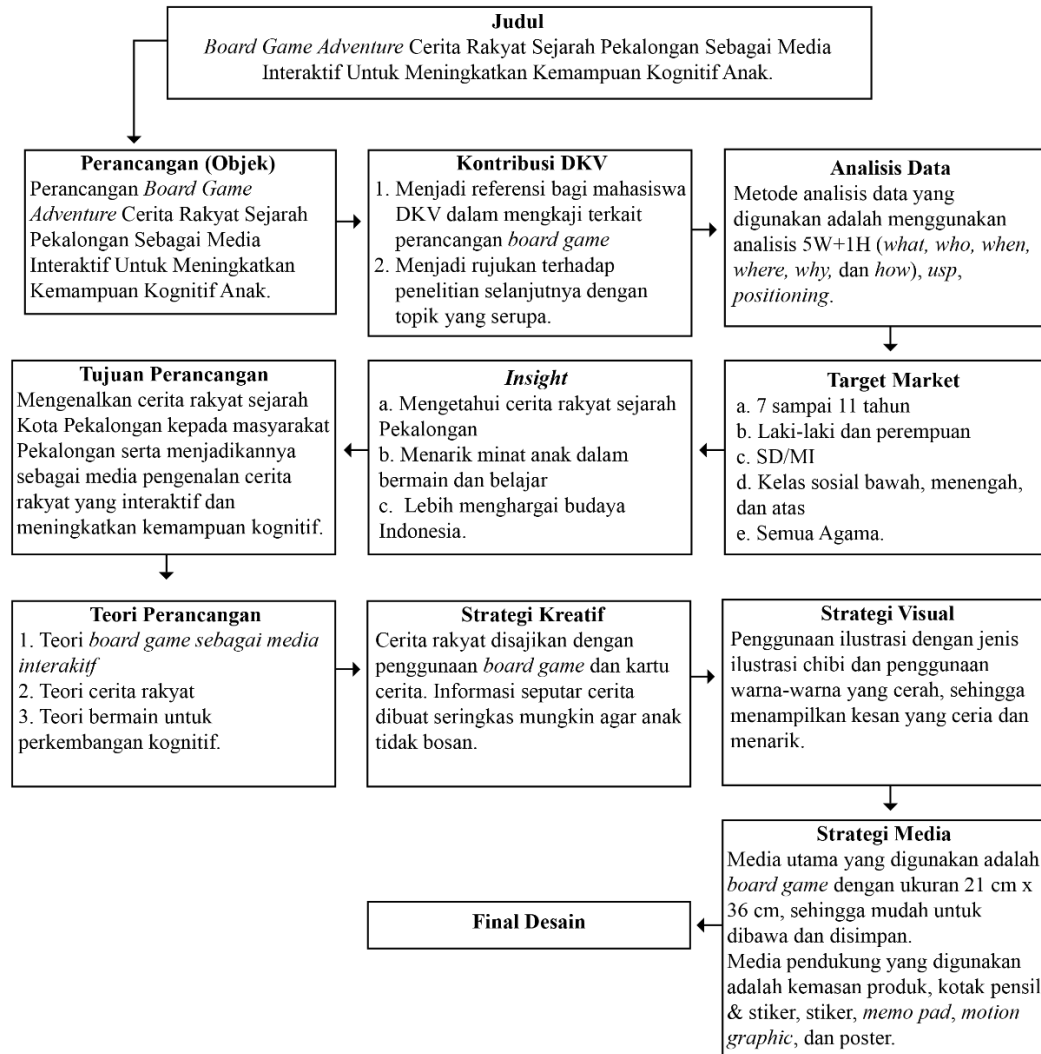 Judul
Board Game Adventure Cerita Rakyat Sejarah Pekalongan Sebagai Media
Interaktif Untuk Meningkatkan Kemampuan Kognitif Anak.
Perancangan (Objek)
Perancangan Board Game
Adventure Cerita Rakyat Sejarah
Pekalongan Sebagai Media
Interaktif Untuk Meningkatkan
Kemampuan Kognitif Anak.
Kontribusi DKV
1. Menjadi referensi bagi mahasiswa
DKV dalam mengkaji terkait
perancangan board game
2. Menjadi rujukan terhadap
penelitian selanjutnya dengan
topik yang serupa.
Analisis Data
Metode analisis data yang
digunakan adalah menggunakan
analisis 5W+1H (what, who, when,
where, why, dan how), usp,
positioning.
Tujuan Perancangan
Mengenalkan cerita rakyat sejarah
Kota Pekalongan kepada masyarakat
Pekalongan serta menjadikannya
sebagai media pengenalan cerita
rakyat yang interaktif dan
meningkatkan kemampuan kognitif.
Insight
a. Mengetahui cerita rakyat sejarah
Pekalongan
b. Menarik minat anak dalam
bermain dan belajar
c. Lebih menghargai budaya
Indonesia.
Target Market
a. 7 sampai 11 tahun
b. Laki-laki dan perempuan
c. SD/MI
d. Kelas sosial bawah, menengah,
dan atas
e. Semua Agama.
Teori Perancangan
1. Teori board game sebagai media
interakitf
2. Teori cerita rakyat
3. Teori bermain untuk
perkembangan kognitif.
Strategi Kreatif
Cerita rakyat disajikan dengan
penggunaan board game dan kartu
cerita. Informasi seputar cerita
dibuat seringkas mungkin agar anak
tidak bosan.
Strategi Visual
Penggunaan ilustrasi dengan jenis
ilustrasi chibi dan penggunaan
warna-warna yang cerah, sehingga
menampilkan kesan yang ceria dan
menarik.
Strategi Media
Media utama yang digunakan adalah
board game dengan ukuran 21 cm x
36 cm, sehingga mudah untuk
dibawa dan disimpan.
Media pendukung yang digunakan
adalah kemasan produk, kotak pensil
& stiker, stiker, memo pad, motion
graphic, dan poster.
Final Desain